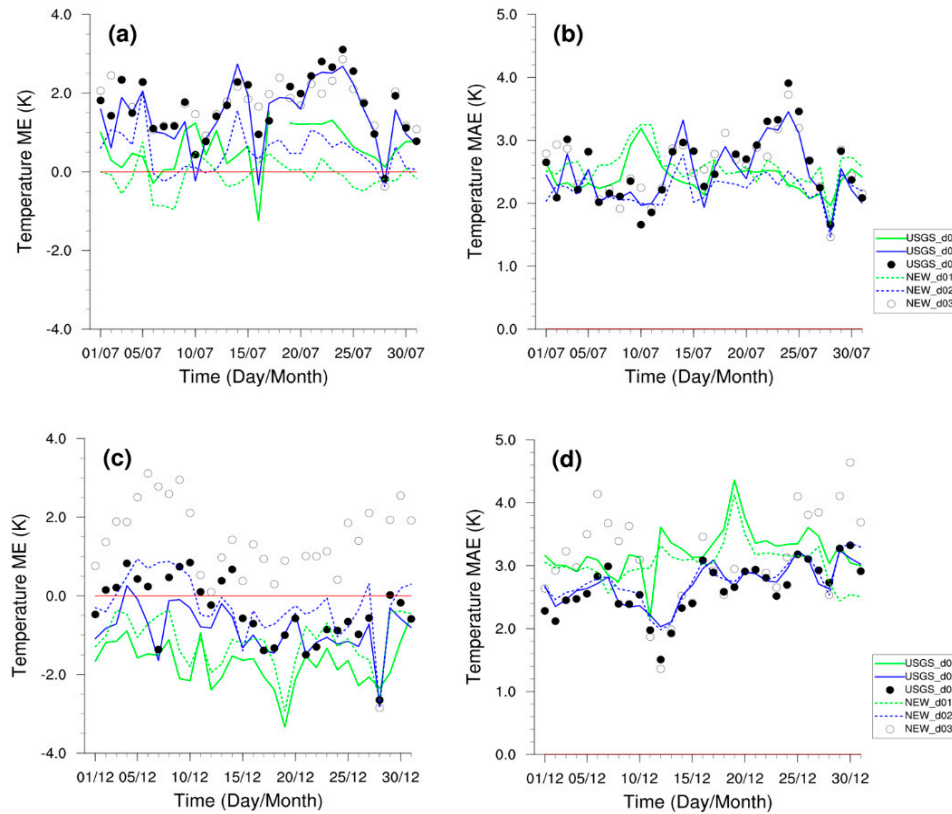 (a)
Temperature ME (K)
4.0
2.0
0.0
-2.0
-4.0
01/07 05/07 10/07 15/07 20/07 25/07 30/07
Time (Day/Month)
(b)
Temperature MAE (K)
5.0
4.0
3.0
2.0
1.0
0.0
01/07 05/07 10/07 15/07 20/07 25/07 30/07
Time (Day/Month)
USGS_d0
USGS_d0
USGS_d0
NEW_d01
NEW_d02
NEW_d03
(c)
Temperature ME (K)
4.0
2.0
0.0
-2.0
-4.0
01/12 05/12 10/12 15/12 20/12 25/12 30/12
Time (Day/Month)
(d)
Temperature MAE (K)
5.0
4.0
3.0
2.0
1.0
0.0
01/12 05/12 10/12 15/12 20/12 25/12 30/12
Time (Day/Month)
USGS_d0
USGS_d0
USGS_d0
NEW_d01
NEW_d02
NEW_d03